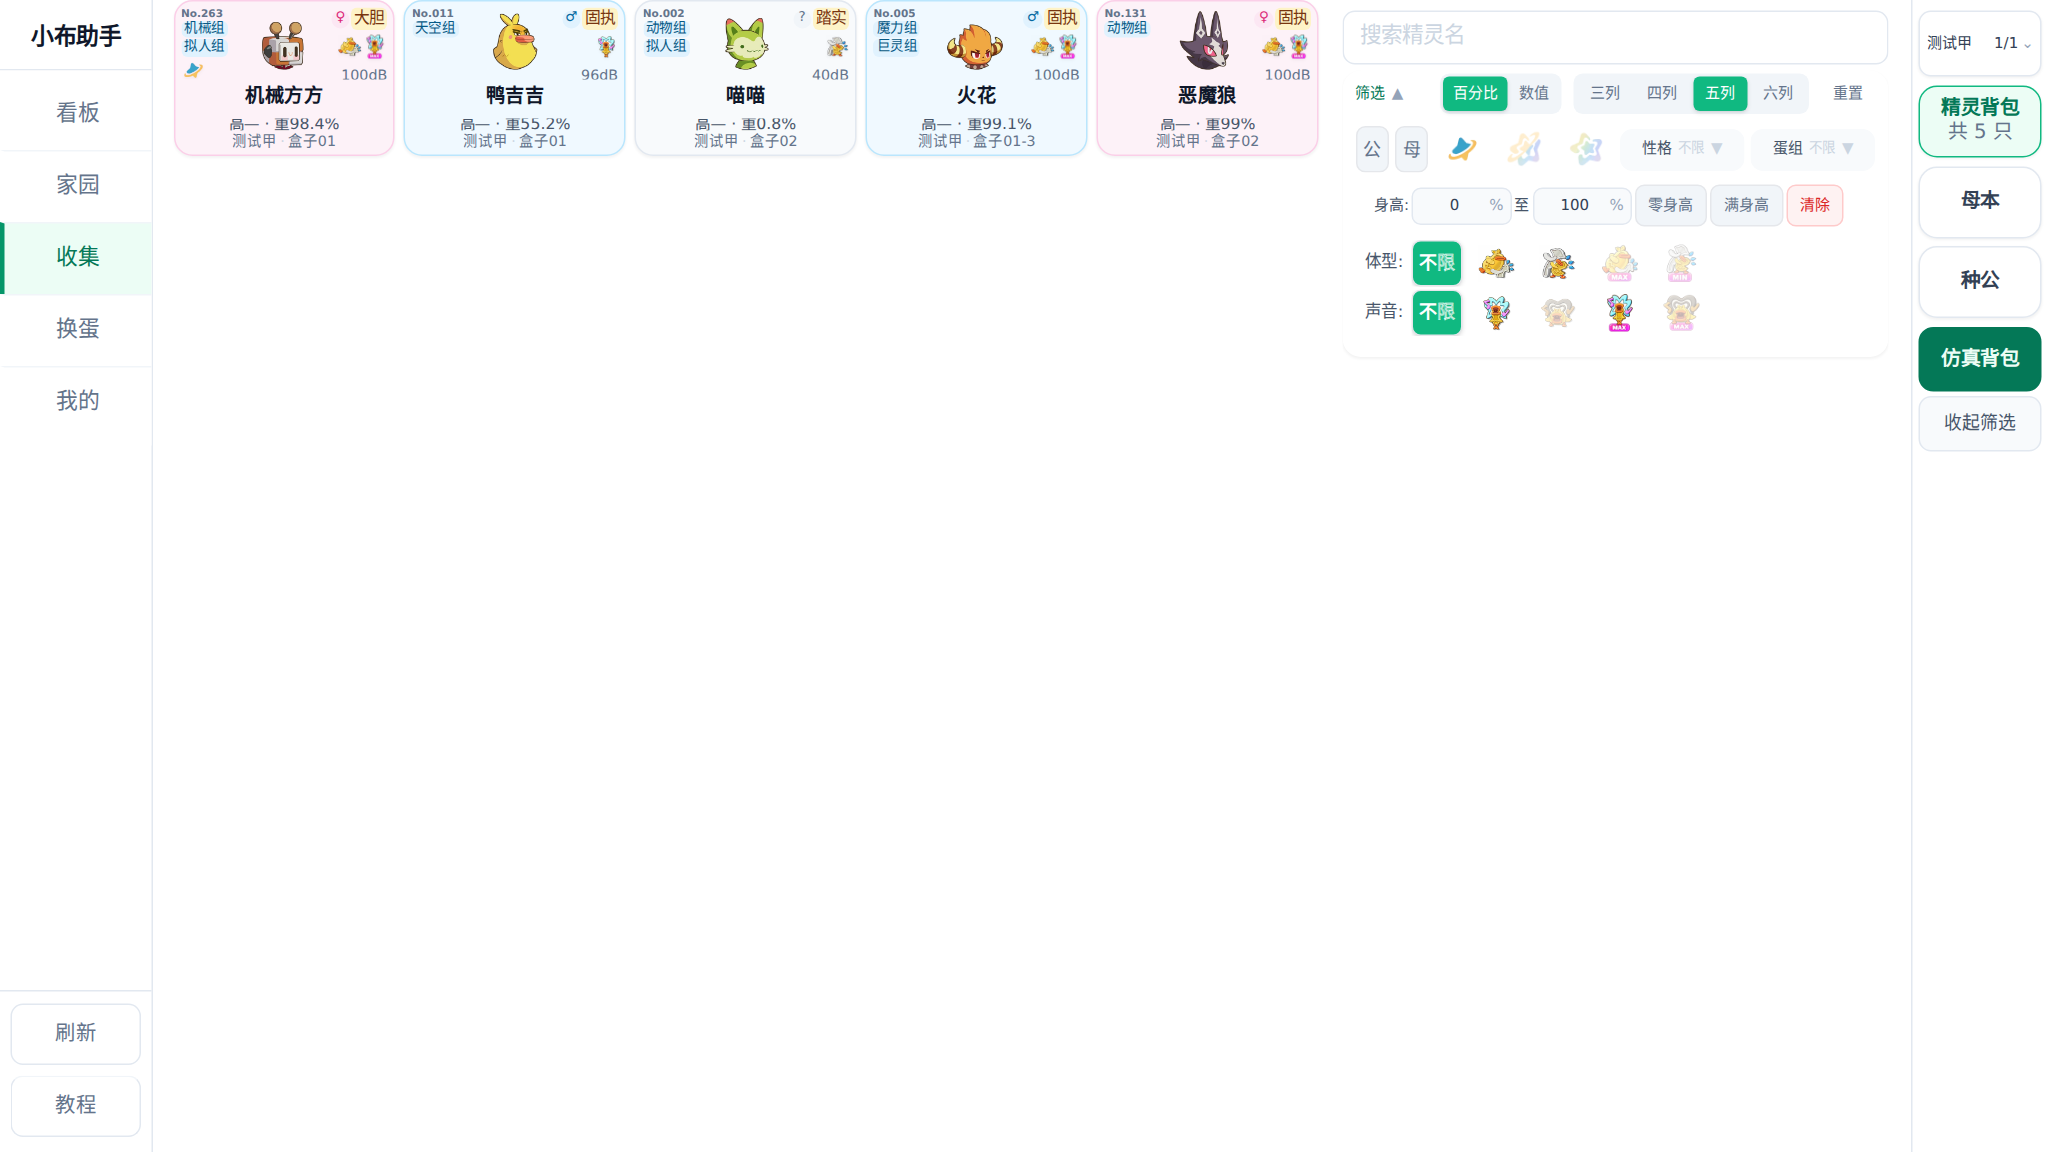 小布助手
看板
家园
收集
换蛋
我的
刷新
教程
No.263
机械组
拟人组
♀ 大胆
MAX
100dB
机械方方
高— · 重98.4%
测试甲 · 盒子01
No.011
天空组
♂ 固执
96dB
鸭吉吉
高— · 重55.2%
测试甲 · 盒子01
No.002
动物组
拟人组
? 踏实
40dB
喵喵
高— · 重0.8%
测试甲 · 盒子02
No.005
魔力组
巨灵组
♂ 固执
MAX
100dB
火花
高— · 重99.1%
测试甲 · 盒子01-3
No.131
动物组
♀ 固执
MAX
100dB
恶魔狼
高— · 重99%
测试甲 · 盒子02
搜索精灵名
筛选 ▲ 百分比 数值 三列 四列 五列 六列 重置
公 母 性格 不限 ▼ 蛋组 不限 ▼
身高: 0 % 至 100 % 零身高 满身高 清除
体型: 不限 MAX MIN
声音: 不限 MAX MAX
测试甲 1/1 ⌄
精灵背包
共 5 只
母本
种公
仿真背包
收起筛选